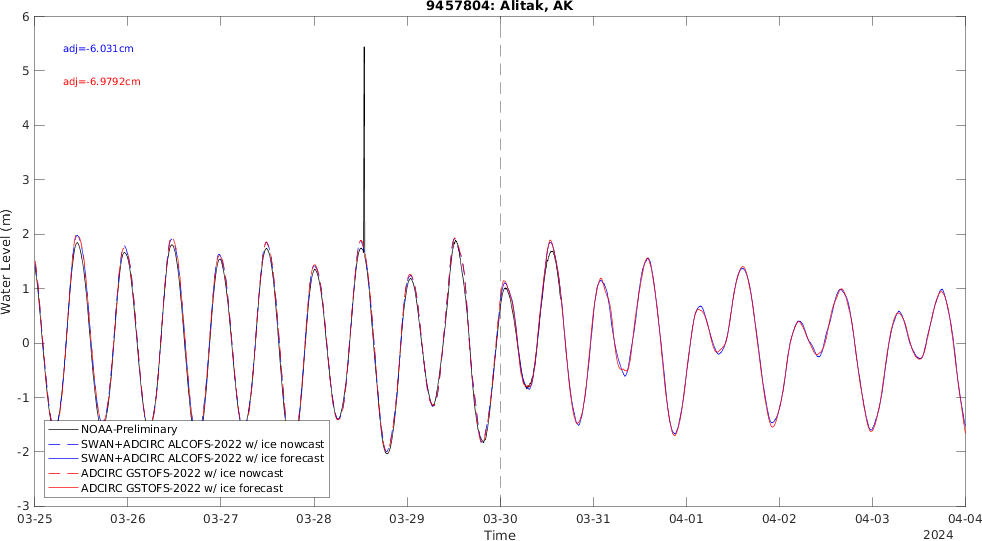 9457804: Alitak, AK
adj=-6.031cm
adj=-6.9792cm
Water Level (m)
6
5
4
3
2
1
0
-1
-2
-3
NOAA-Preliminary
SWAN+ADCIRC ALCOFS-2022 w/ ice nowcast
SWAN+ADCIRC ALCOFS-2022 w/ ice forecast
ADCIRC GSTOFS-2022 w/ ice nowcast
ADCIRC GSTOFS-2022 w/ ice forecast
03-25 03-26 03-27 03-28 03-29 03-30 03-31 04-01 04-02 04-03 04-04
Time
2024